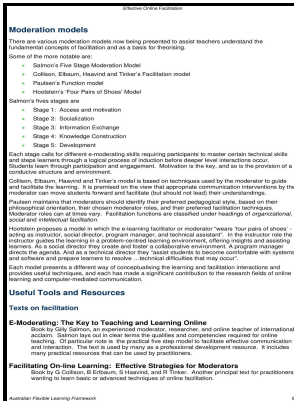 Effective Online Facilitation
Moderation models
There are various moderation models now being presented to assist teachers understand the
fundamental concepts of facilitation and as a basis for theorising.
Some of the more notable are:
• Salmon's Five Stage Moderation Model
• Collison, Elbaum, Haavind and Tinker's Facilitation model
• Paulsen's Function model
• Hootstein's 'Four Pairs of Shoes' Model
Salmon's fives stages are
• Stage 1: Access and motivation
• Stage 2: Socialization
• Stage 3: Information Exchange
• Stage 4: Knowledge Construction
• Stage 5: Development
Each stage calls for different e-moderating skills requiring participants to master certain technical skills
and steps learners through a logical process of induction before deeper level interactions occur.
Students learn through participation and engagement. Motivation is the key, and so is the provision of a
conducive structure and environment.
Collison, Elbaum, Haavind and Tinker's model is based on techniques used by the moderator to guide
and facilitate the learning. It is premised on the view that appropriate communication interventions by the
moderator can move students forward and facilitate (but should not lead) their understandings.
Paulsen maintains that moderators should identify their preferred pedagogical style, based on their
philosophical orientation, their chosen moderator roles, and their preferred facilitation techniques.
Moderator roles can at times vary. Facilitation functions are classified under headings of organizational,
social and intellectual facilitation.
Hootstein proposes a model in which the e-learning facilitator or moderator "wears 'four pairs of shoes' -
acting as instructor, social director, program manager, and technical assistant". In the instructor role the
instructor guides the learning in a problem-centred learning environment, offering insights and assisting
learners. As a social director they create and foster a collaborative environment. A program manager
directs the agenda. And as a technical director they "assist students to become comfortable with systems
and software and prepare learners to resolve ...technical difficulties that may occur".
Each model presents a different way of conceptualising the learning and facilitation interactions and
provides useful techniques, and each has made a significant contribution to the research fields of online
learning and computer-mediated communication.
Useful Tools and Resources
Texts on facilitation
E-Moderating: The Key to Teaching and Learning Online
Book by Gilly Salmon, an experienced moderator, researcher, and online teacher of international
acclaim. Salmon lays out in clear terms the qualities and competencies required for online
teaching. Of particular note is the practical five step model to facilitate effective communication
and interaction. The text is used by many as a professional development resource. It includes
many practical resources that can be used by practitioners.
Facilitating On-line Learning: Effective Strategies for Moderators
Book by G Collison, B Erlbaum, S Haavind, and R Tinker. Another principal text for practitioners
wanting to learn basic or advanced techniques of online facilitation.
Australian Flexible Learning Framework 6